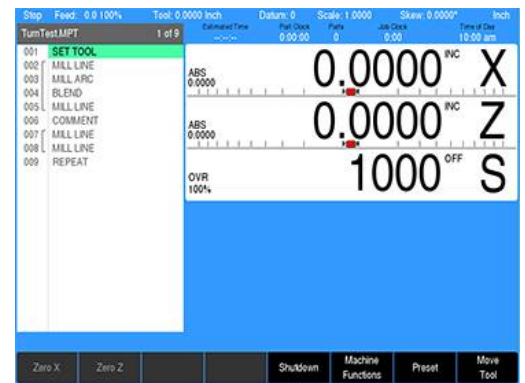 Stop Feed: 0.0 100% Tool: 0.0000 Inch Datum: 0 Scale: 1.0000 Skew: 0.0000° Inch
TurnTest.MPT 1 of 9 Estimated Time Part Clock Parts Job Clock Time of Day
--:--:-- 0:00:00 0 0:00 10:00 am
001 SET TOOL
002 MILL LINE
003 MILL ARC
004 BLEND
005 MILL LINE
006 COMMENT
007 MILL LINE
008 MILL LINE
009 REPEAT
ABS 0.0000 0.0000 INC X
ABS 0.0000 0.0000 INC Z
OVR 100% 1000 OFF S
Zero X Zero Z Shutdown Machine Functions Preset Move Tool